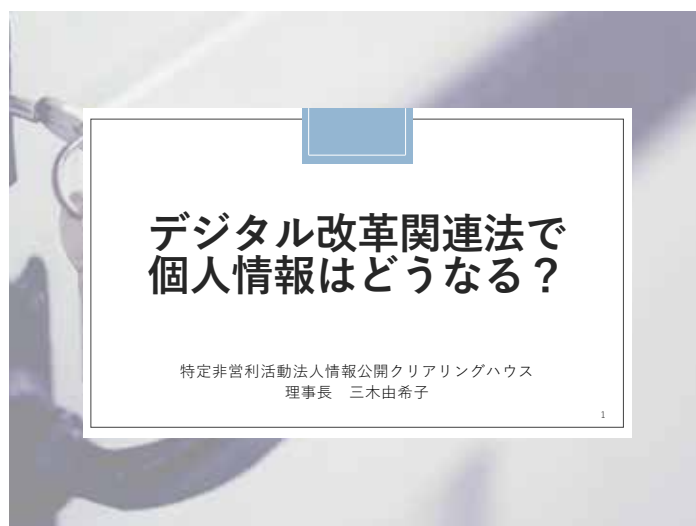 デジタル改革関連法で
個人情報はどうなる？
特定非営利活動法人情報公開クリアリングハウス
理事長　三木由希子
1